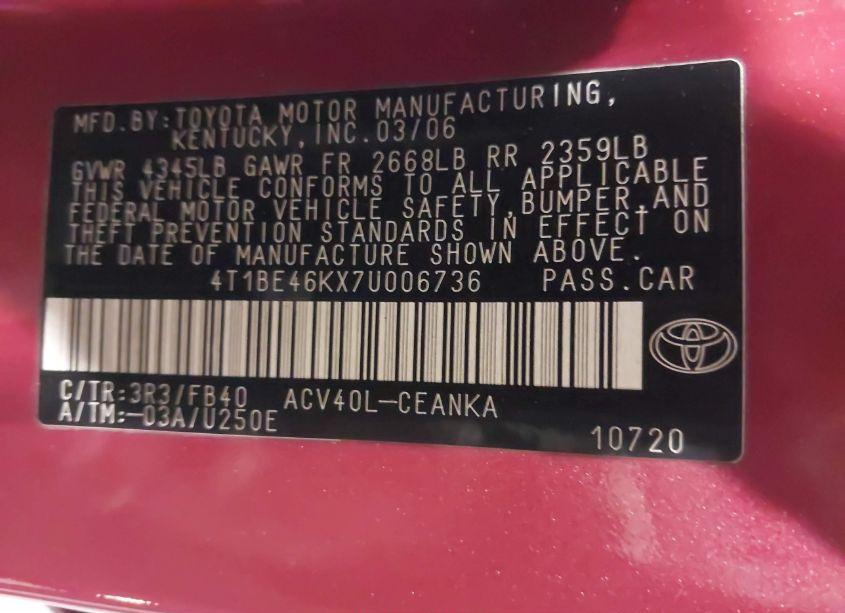 MFD.BY:TOYOTA MOTOR MANUFACTURING,
KENTUCKY,INC.03/06
GVWR 4345LB GAWR FR 2668LB RR 2359LB
THIS VEHICLE CONFORMS TO ALL APPLICABLE
FEDERAL MOTOR VEHICLE SAFETY,BUMPER,AND
THEFT PREVENTION STANDARDS IN EFFECT ON
THE DATE OF MANUFACTURE SHOWN ABOVE.
4T1BE46KX7U006736 PASS.CAR
C/TR:3R3/FB40 ACV40L-CEANKA
A/TM:-03A/U250E
10720